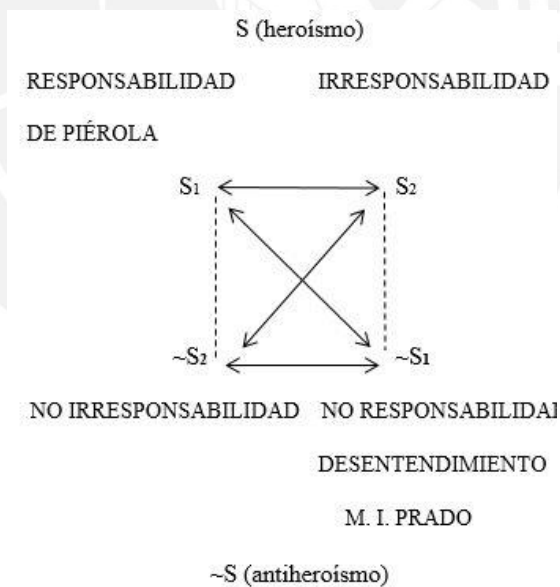 S (heroísmo)
RESPONSABILIDAD IRRESPONSABILIDAD
DE PIÉROLA
S₁ S₂
~S₂ ~S₁
NO IRRESPONSABILIDAD NO RESPONSABILIDAD
DESENTENDIMIENTO
M. I. PRADO
~S (antiheroísmo)